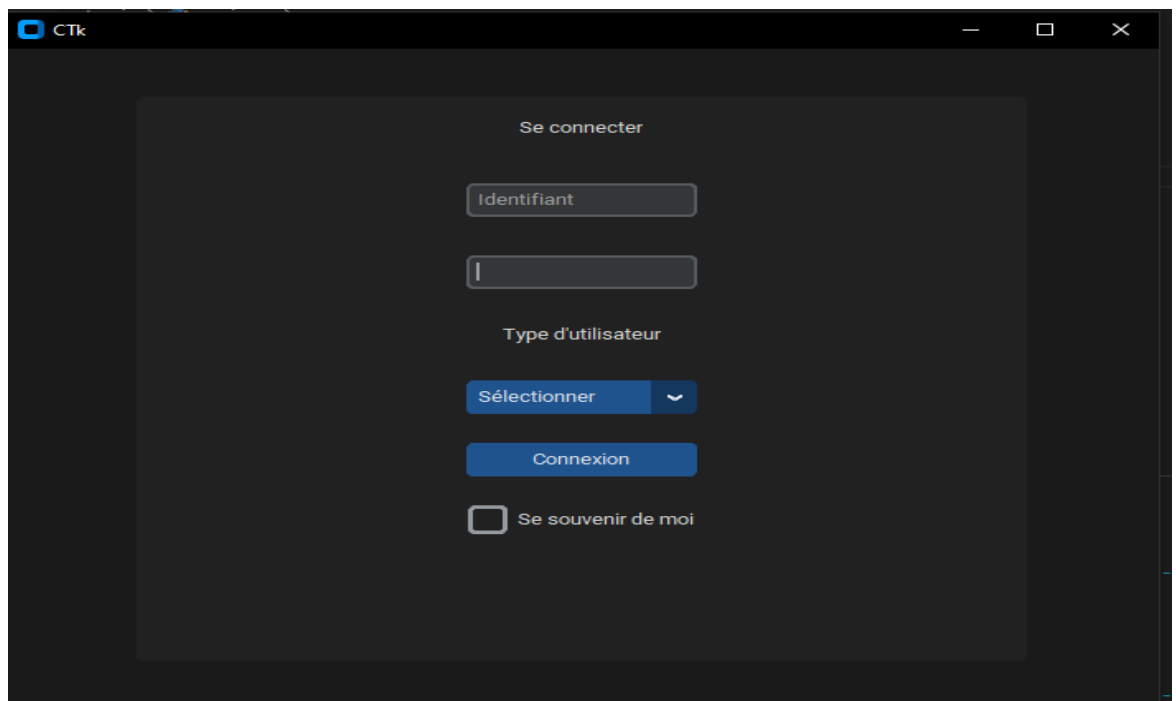 CTk
Se connecter
Identifiant
Type d'utilisateur
Sélectionner
Connexion
Se souvenir de moi